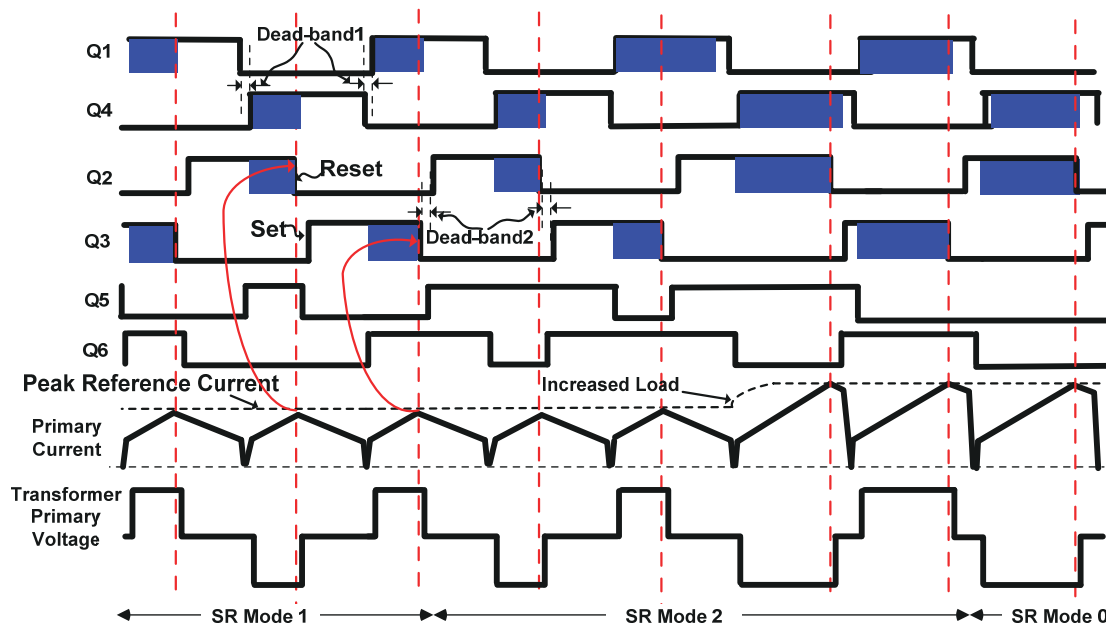 Dead-band1
Q1
Q4
Q2
Reset
Set
Q3
Dead-band2
Q5
Q6
Peak Reference Current
Increased Load
Primary
Current
Transformer
Primary
Voltage
SR Mode 1
SR Mode 2
SR Mode 0